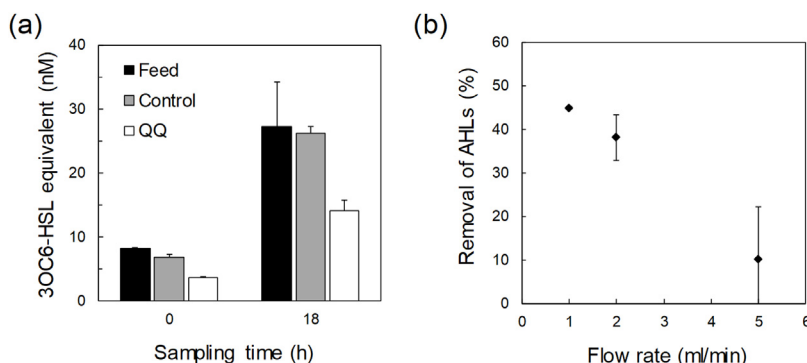 (a)
3OC6-HSL equivalent (nM)
40
30
20
10
0
Feed
Control
QQ
0 18
Sampling time (h)
(b)
Removal of AHLs (%)
60
50
40
30
20
10
0
0 1 2 3 4 5 6
Flow rate (ml/min)